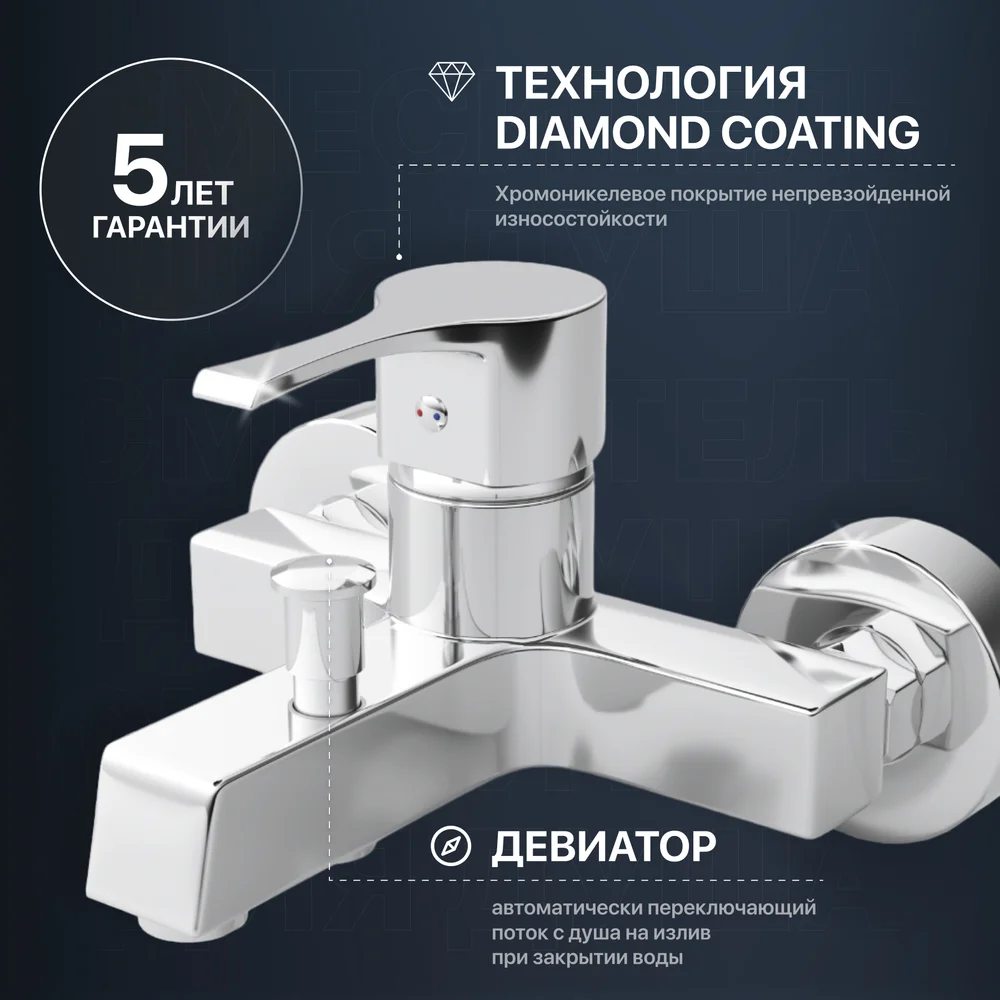 5 ЛЕТ
ГАРАНТИИ
ТЕХНОЛОГИЯ
DIAMOND COATING
Хромоникелевое покрытие непревзойденной
износостойкости
ДЕВИАТОР
автоматически переключающий
поток с душа на излив
при закрытии воды